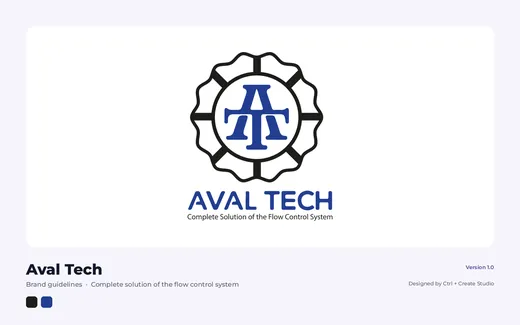 AT
AVAL TECH
Complete Solution of the Flow Control System
Aval Tech
Version 1.0
Brand guidelines · Complete solution of the flow control system
Designed by Ctrl + Create Studio